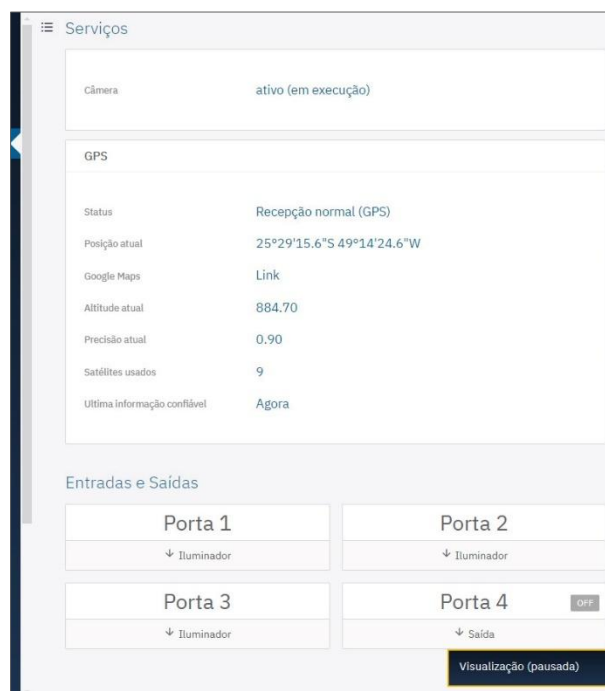 Serviços
Câmera ativo (em execução)
GPS
Status Recepção normal (GPS)
Posição atual 25°29'15.6"S 49°14'24.6"W
Google Maps Link
Altitude atual 884.70
Precisão atual 0.90
Satélites usados 9
Ultima informação confiável Agora
Entradas e Saídas
Porta 1 Porta 2
↓ Iluminador ↓ Iluminador
Porta 3 Porta 4 OFF
↓ Iluminador ↓ Saída
Visualização (pausada)